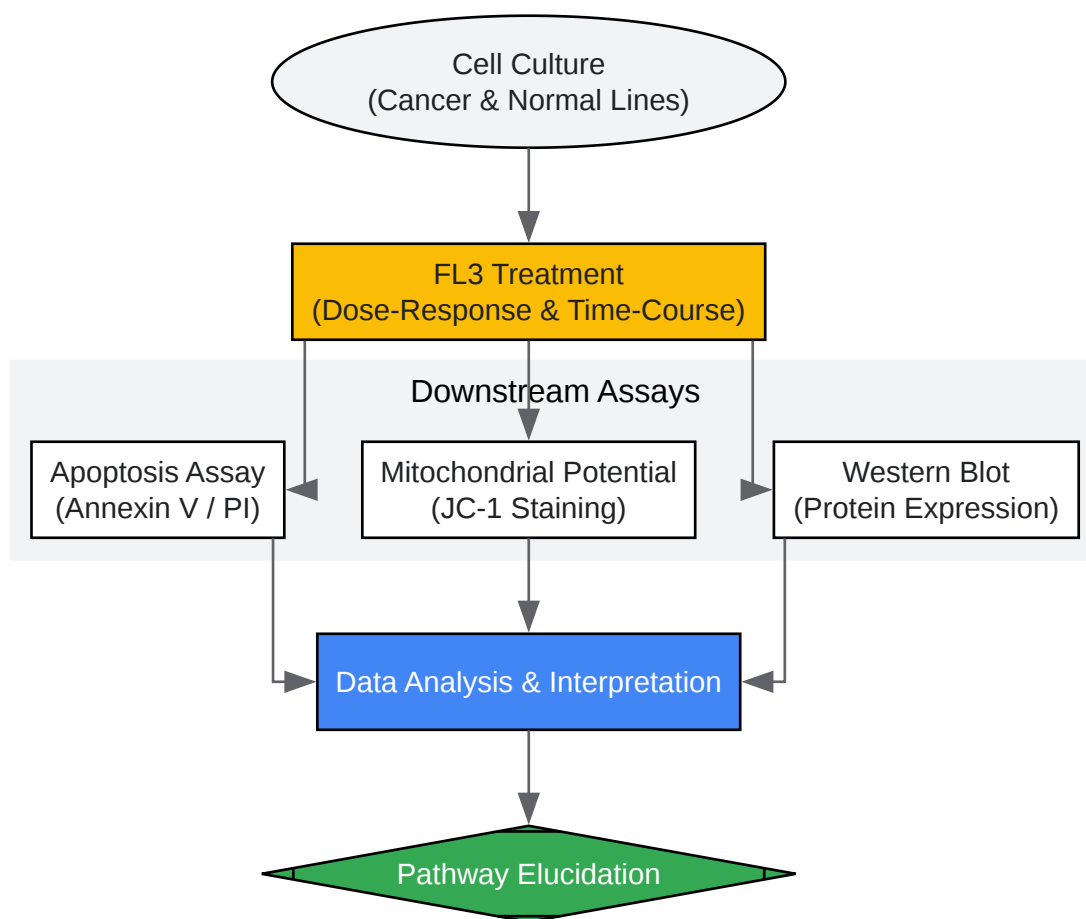 Cell Culture
(Cancer & Normal Lines)
FL3 Treatment
(Dose-Response & Time-Course)
Downstream Assays
Apoptosis Assay
(Annexin V / PI)
Mitochondrial Potential
(JC-1 Staining)
Western Blot
(Protein Expression)
Data Analysis & Interpretation
Pathway Elucidation